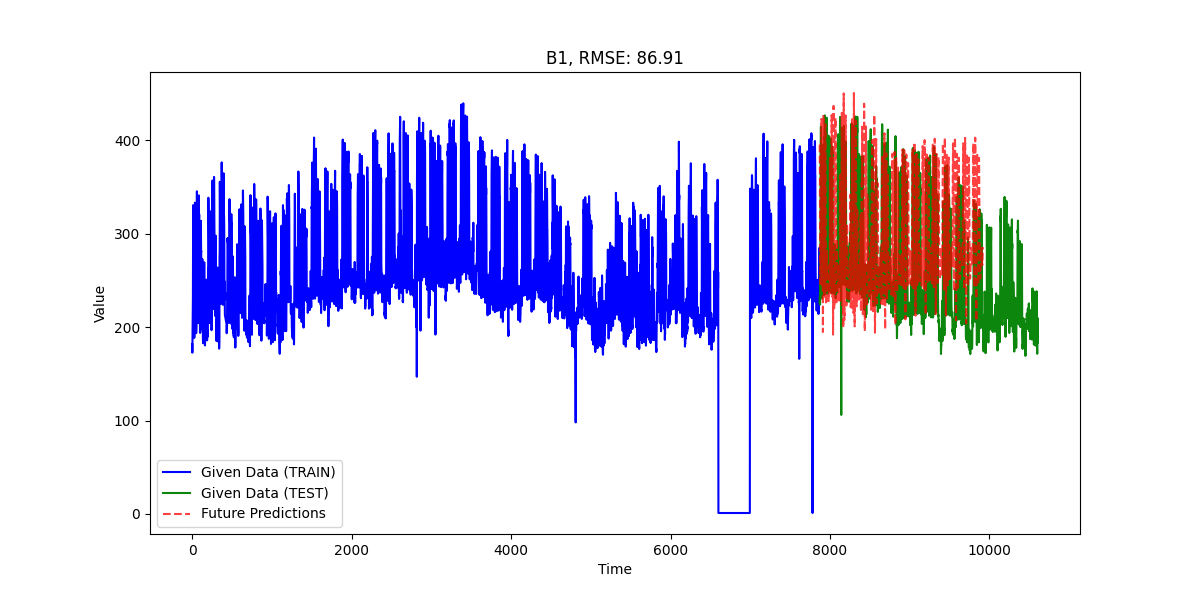 B1, RMSE: 86.91
Value
400
300
200
100
0
Given Data (TRAIN)
Given Data (TEST)
Future Predictions
0
2000
4000
6000
8000
10000
Time